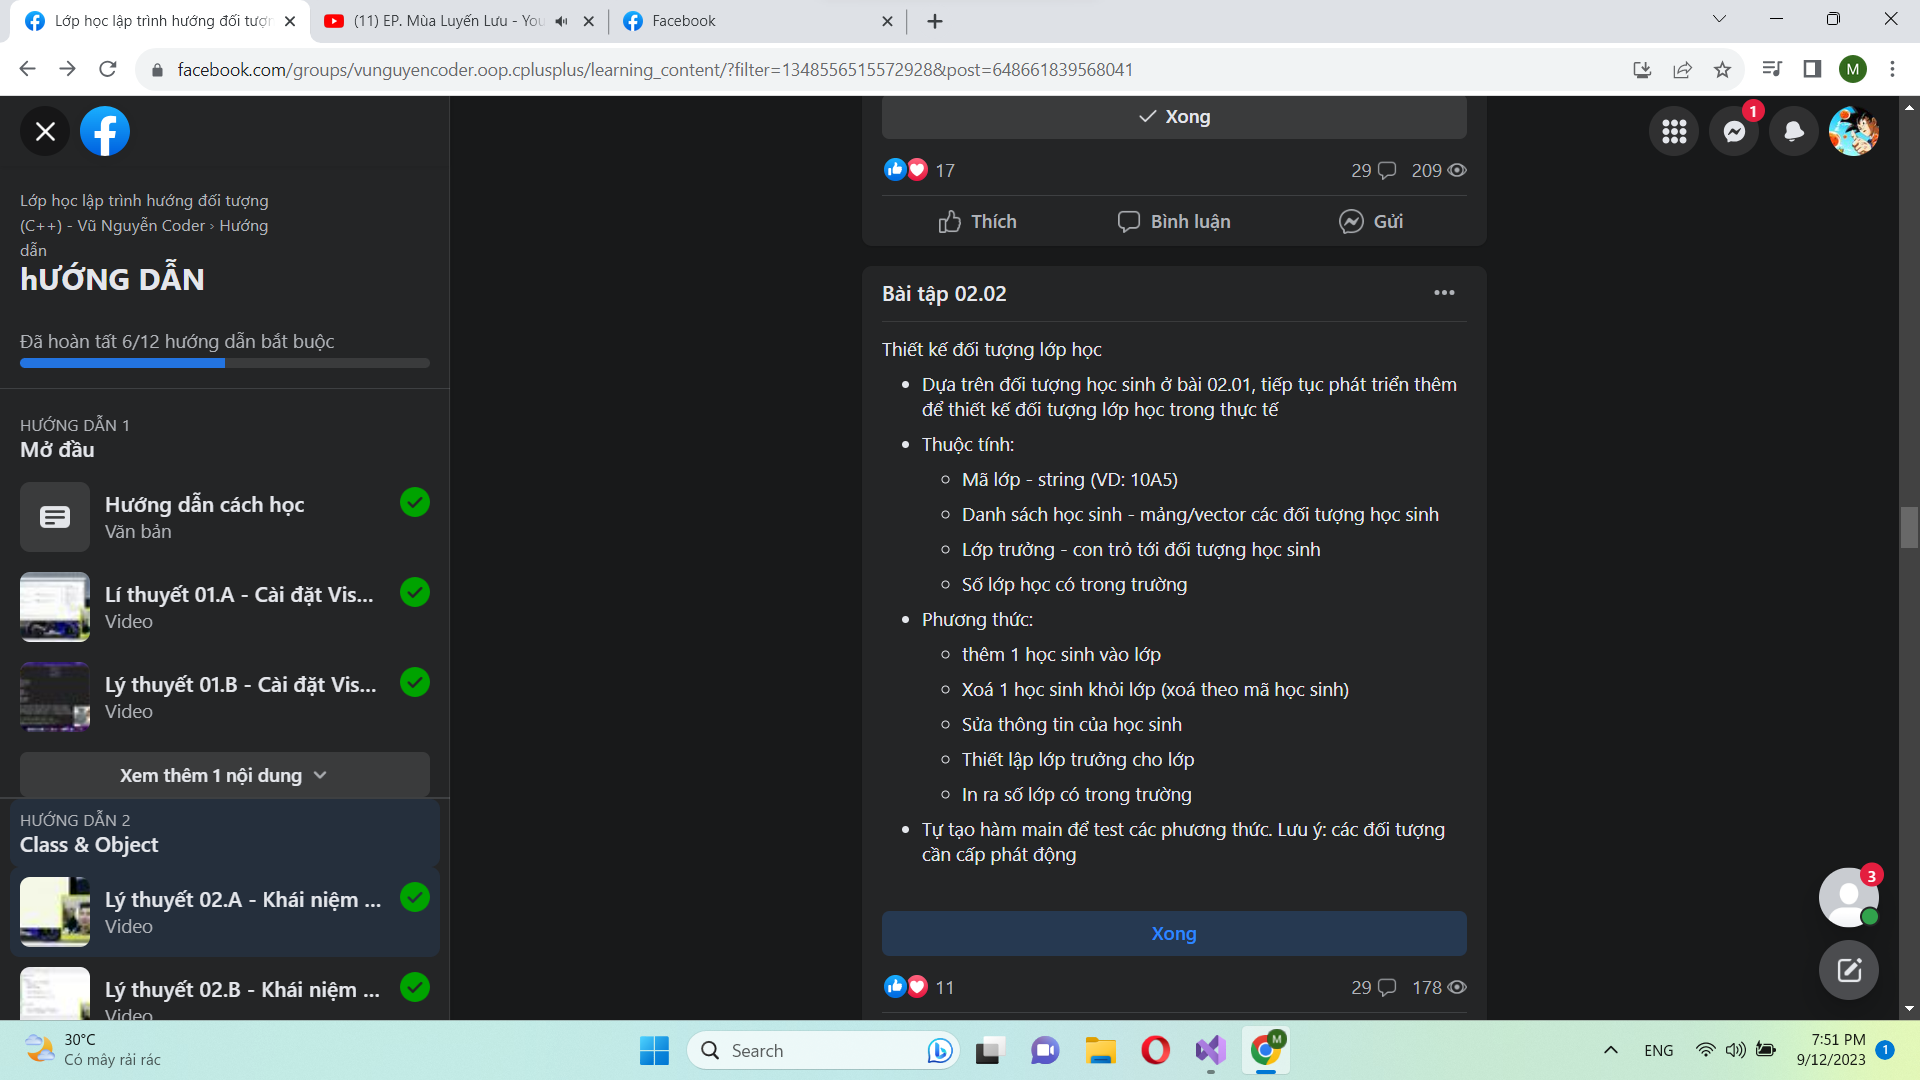 Lớp học lập trình hướng đối tượn
(11) EP. Mùa Luyến Lưu - You
Facebook
facebook.com/groups/vunguyencoder.oop.cplusplus/learning_content/?filter=1348556515572928&post=648661839568041
M
Lớp học lập trình hướng đối tượng
(C++) - Vũ Nguyễn Coder › Hướng
dẫn
hƯỚNG DẪN
Đã hoàn tất 6/12 hướng dẫn bắt buộc
HƯỚNG DẪN 1
Mở đầu
Hướng dẫn cách học
Văn bản
Lí thuyết 01.A - Cài đặt Vis...
Video
Lý thuyết 01.B - Cài đặt Vis...
Video
Xem thêm 1 nội dung
HƯỚNG DẪN 2
Class & Object
Lý thuyết 02.A - Khái niệm ...
Video
Lý thuyết 02.B - Khái niệm ...
Video
Xong
17
29
209
Thích
Bình luận
Gửi
Bài tập 02.02
Thiết kế đối tượng lớp học
• Dựa trên đối tượng học sinh ở bài 02.01, tiếp tục phát triển thêm
để thiết kế đối tượng lớp học trong thực tế
• Thuộc tính:
◦ Mã lớp - string (VD: 10A5)
◦ Danh sách học sinh - mảng/vector các đối tượng học sinh
◦ Lớp trưởng - con trỏ tới đối tượng học sinh
◦ Số lớp học có trong trường
• Phương thức:
◦ thêm 1 học sinh vào lớp
◦ Xoá 1 học sinh khỏi lớp (xoá theo mã học sinh)
◦ Sửa thông tin của học sinh
◦ Thiết lập lớp trưởng cho lớp
◦ In ra số lớp có trong trường
• Tự tạo hàm main để test các phương thức. Lưu ý: các đối tượng
cần cấp phát động
Xong
11
29
178
1
3
30°C
Có mây rải rác
Search
M
ENG
7:51 PM
9/12/2023
1